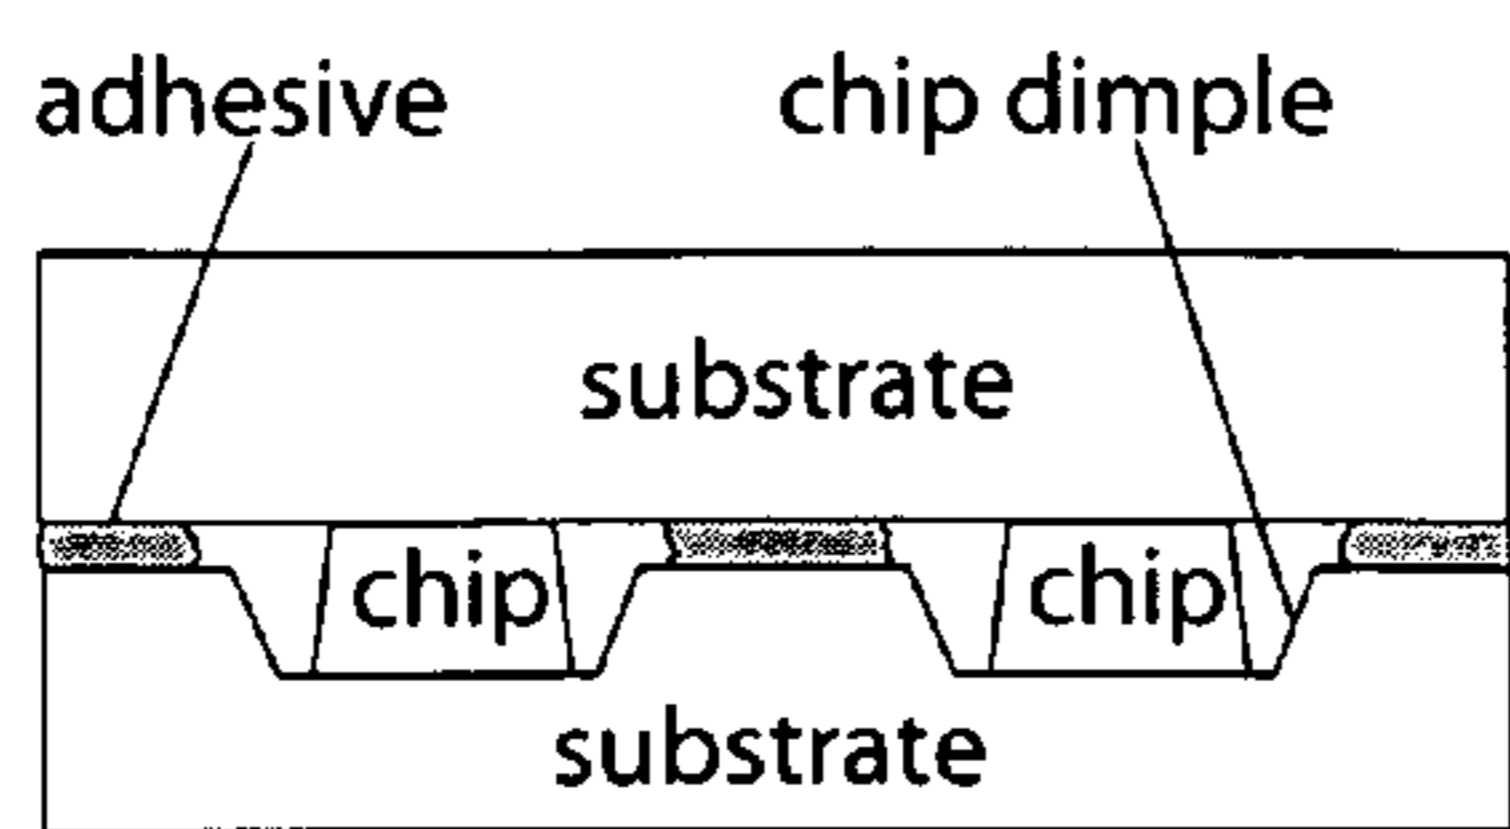 adhesive
chip dimple
substrate
chip
chip
substrate